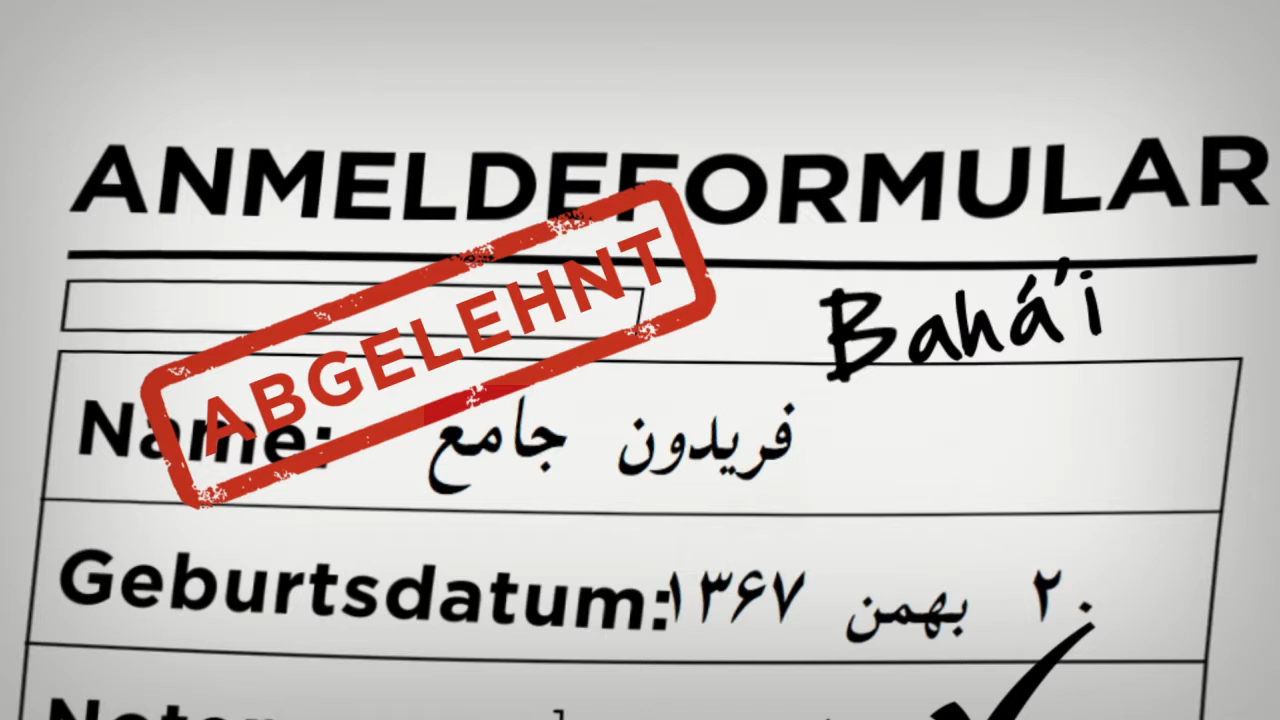 ANMELDEFORMULAR
ABGELEHNT
Bahá'i
Name: فریدون جامع
Geburtsdatum: ۲۰ بهمن ۱۳۶۷